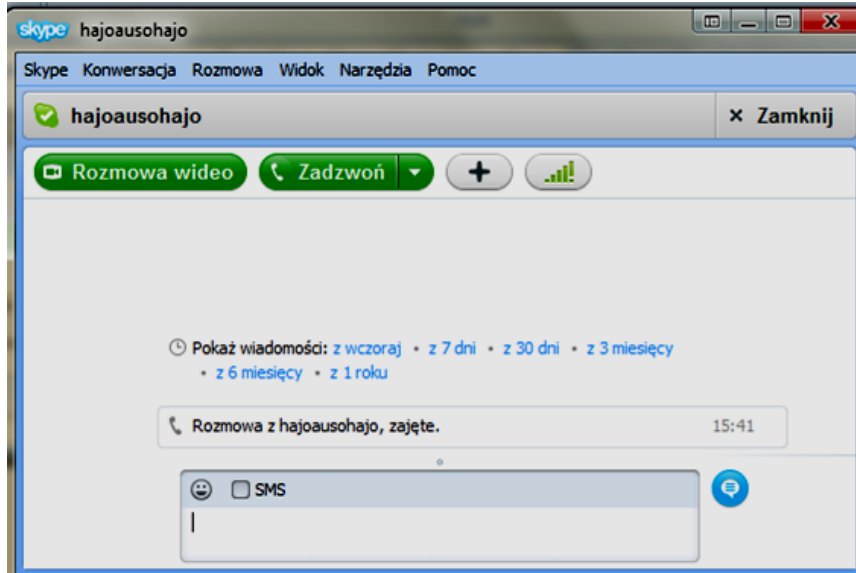 skype hajoausohajo
Skype Konwersacja Rozmowa Widok Narzędzia Pomoc
hajoausohajo × Zamknij
Rozmowa wideo Zadzwoń
Pokaż wiadomości: z wczoraj • z 7 dni • z 30 dni • z 3 miesięcy
• z 6 miesięcy • z 1 roku
Rozmowa z hajoausohajo, zajęte. 15:41
SMS